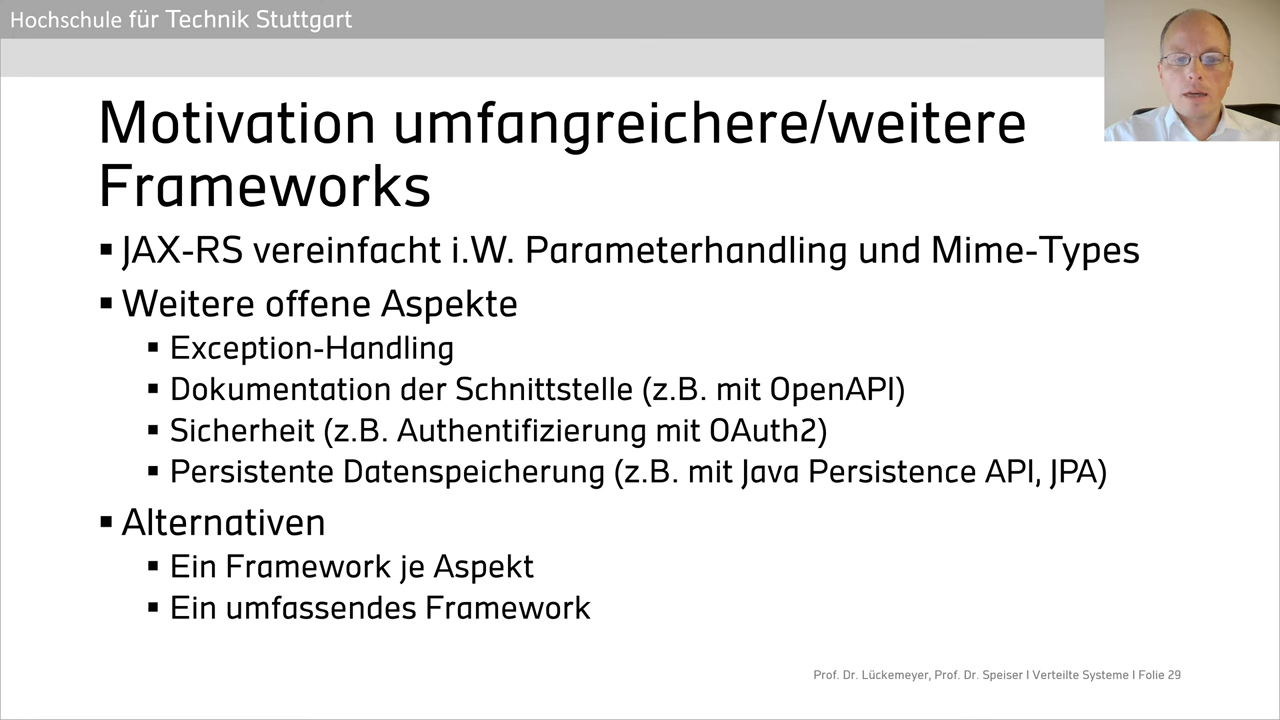 Hochschule für Technik Stuttgart
Motivation umfangreichere/weitere
Frameworks
▪ JAX-RS vereinfacht i.W. Parameterhandling und Mime-Types
▪ Weitere offene Aspekte
▪ Exception-Handling
▪ Dokumentation der Schnittstelle (z.B. mit OpenAPI)
▪ Sicherheit (z.B. Authentifizierung mit OAuth2)
▪ Persistente Datenspeicherung (z.B. mit Java Persistence API, JPA)
▪ Alternativen
▪ Ein Framework je Aspekt
▪ Ein umfassendes Framework
Prof. Dr. Lückemeyer, Prof. Dr. Speiser I Verteilte Systeme I Folie 29